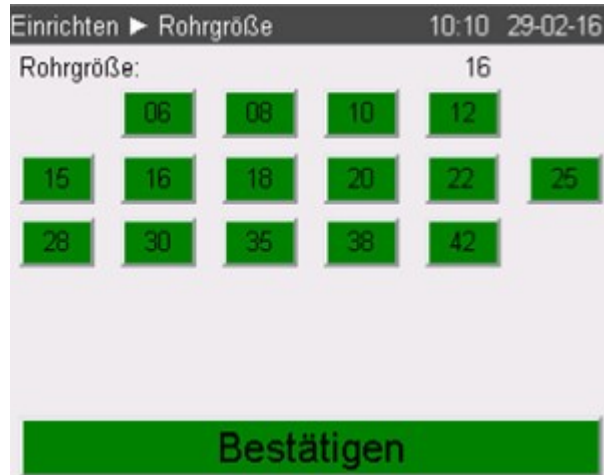 Einrichten ► Rohrgröße 10:10 29-02-16
Rohrgröße: 16
06 08 10 12
15 16 18 20 22 25
28 30 35 38 42
Bestätigen